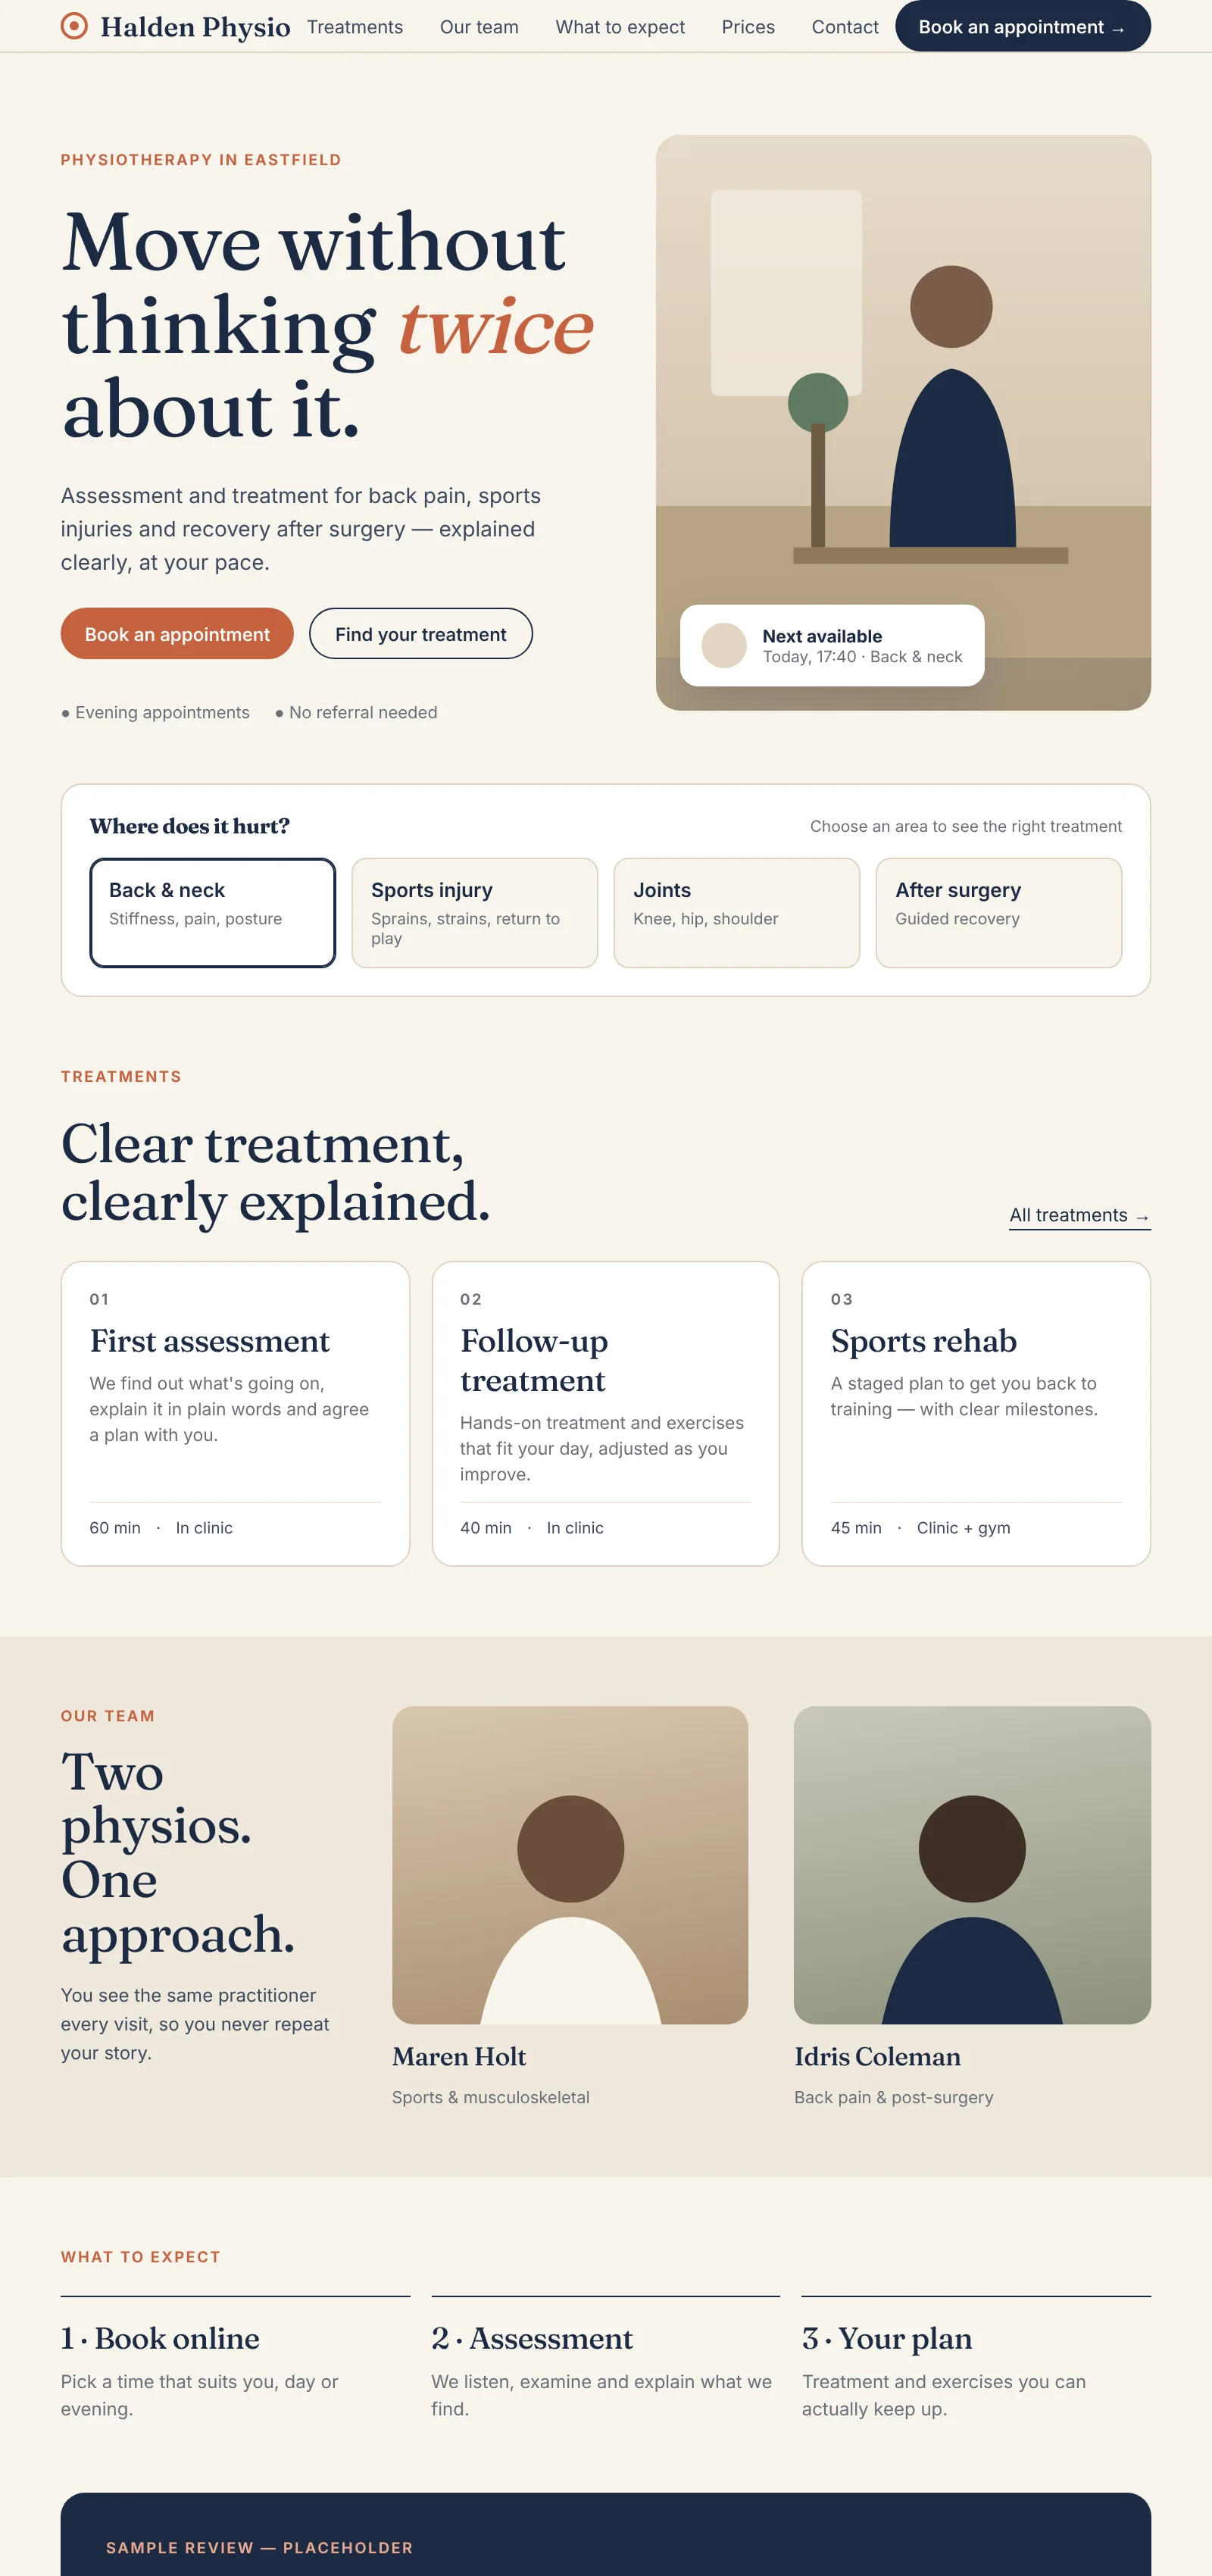 Halden Physio Treatments Our team What to expect Prices Contact Book an appointment →
PHYSIOTHERAPY IN EASTFIELD
Move without
thinking twice
about it.
Assessment and treatment for back pain, sports
injuries and recovery after surgery — explained
clearly, at your pace.
Book an appointment Find your treatment
● Evening appointments ● No referral needed
Next available
Today, 17:40 · Back & neck
Where does it hurt?
Choose an area to see the right treatment
Back & neck
Stiffness, pain, posture
Sports injury
Sprains, strains, return to
play
Joints
Knee, hip, shoulder
After surgery
Guided recovery
TREATMENTS
Clear treatment,
clearly explained.
All treatments →
01
First assessment
We find out what's going on,
explain it in plain words and agree
a plan with you.
60 min · In clinic
02
Follow-up
treatment
Hands-on treatment and exercises
that fit your day, adjusted as you
improve.
40 min · In clinic
03
Sports rehab
A staged plan to get you back to
training — with clear milestones.
45 min · Clinic + gym
OUR TEAM
Two
physios.
One
approach.
You see the same practitioner
every visit, so you never repeat
your story.
Maren Holt
Sports & musculoskeletal
Idris Coleman
Back pain & post-surgery
WHAT TO EXPECT
1 · Book online
Pick a time that suits you, day or
evening.
2 · Assessment
We listen, examine and explain what we
find.
3 · Your plan
Treatment and exercises you can
actually keep up.
SAMPLE REVIEW — PLACEHOLDER